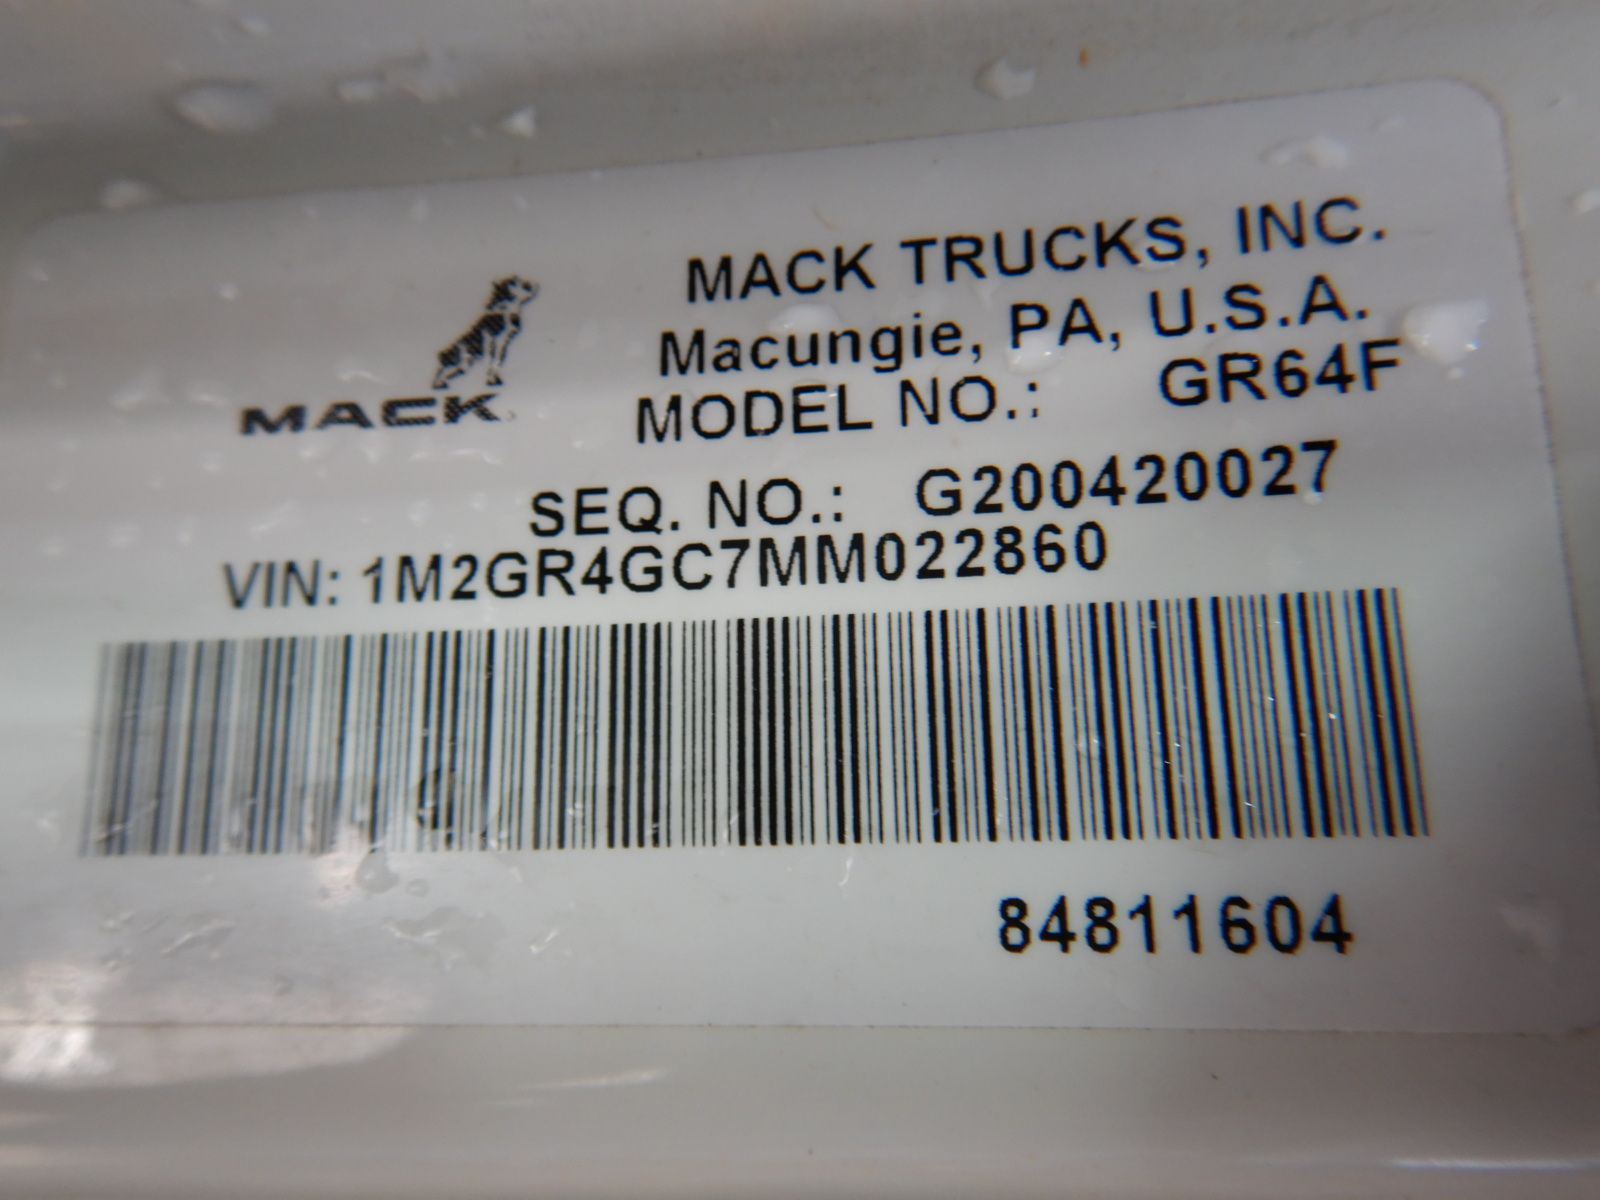 MACK TRUCKS, INC.
Macungie, PA, U.S.A.
MACK
MODEL NO.: GR64F
SEQ. NO.: G200420027
VIN: 1M2GR4GC7MM022860
84811604